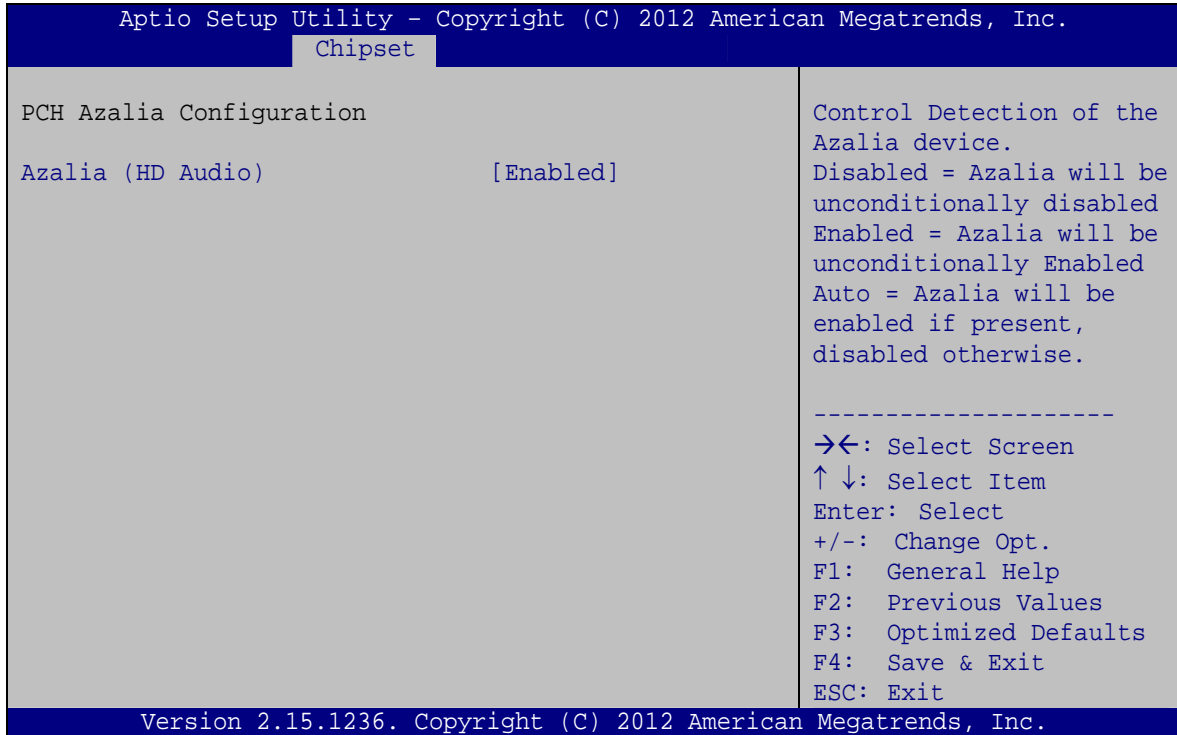 Aptio Setup Utility – Copyright (C) 2012 American Megatrends, Inc.
Chipset
PCH Azalia Configuration
Azalia (HD Audio) [Enabled]
Control Detection of the
Azalia device.
Disabled = Azalia will be
unconditionally disabled
Enabled = Azalia will be
unconditionally Enabled
Auto = Azalia will be
enabled if present,
disabled otherwise.
---------------------
→←: Select Screen
↑ ↓: Select Item
Enter: Select
+/-: Change Opt.
F1: General Help
F2: Previous Values
F3: Optimized Defaults
F4: Save & Exit
ESC: Exit
Version 2.15.1236. Copyright (C) 2012 American Megatrends, Inc.